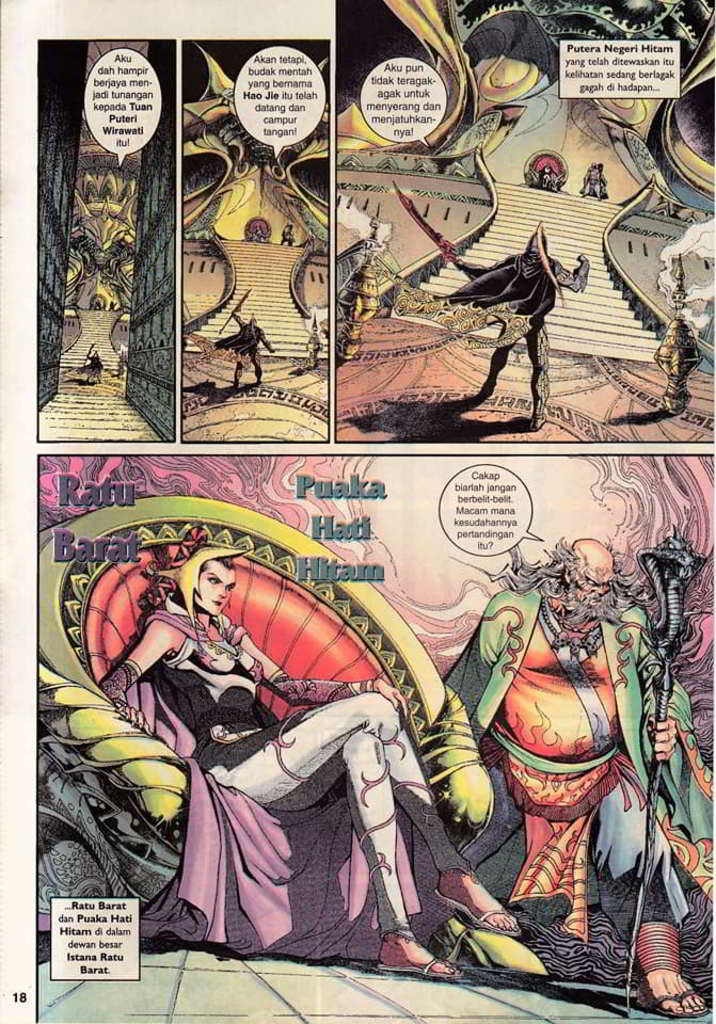 Aku
dah hampir
berjaya men-
jadi tunangan
kepada Tuan
Puteri
Wirawati
itu!
Akan tetapi,
budak mentah
yang bernama
Hao Jie itu telah
datang dan
campur
tangan!
Aku pun
tidak teragak-
agak untuk
menyerang dan
menjatuhkan-
nya!
Putera Negeri Hitam
yang telah ditewaskan itu
kelihatan sedang berlagak
gagah di hadapan...
Ratu
Barat
Puaka
Hati
Hitam
Cakap
biarlah jangan
berbelit-belit.
Macam mana
kesudahannya
pertandingan
itu?
...Ratu Barat
dan Puaka Hati
Hitam di dalam
dewan besar
Istana Ratu
Barat.
18